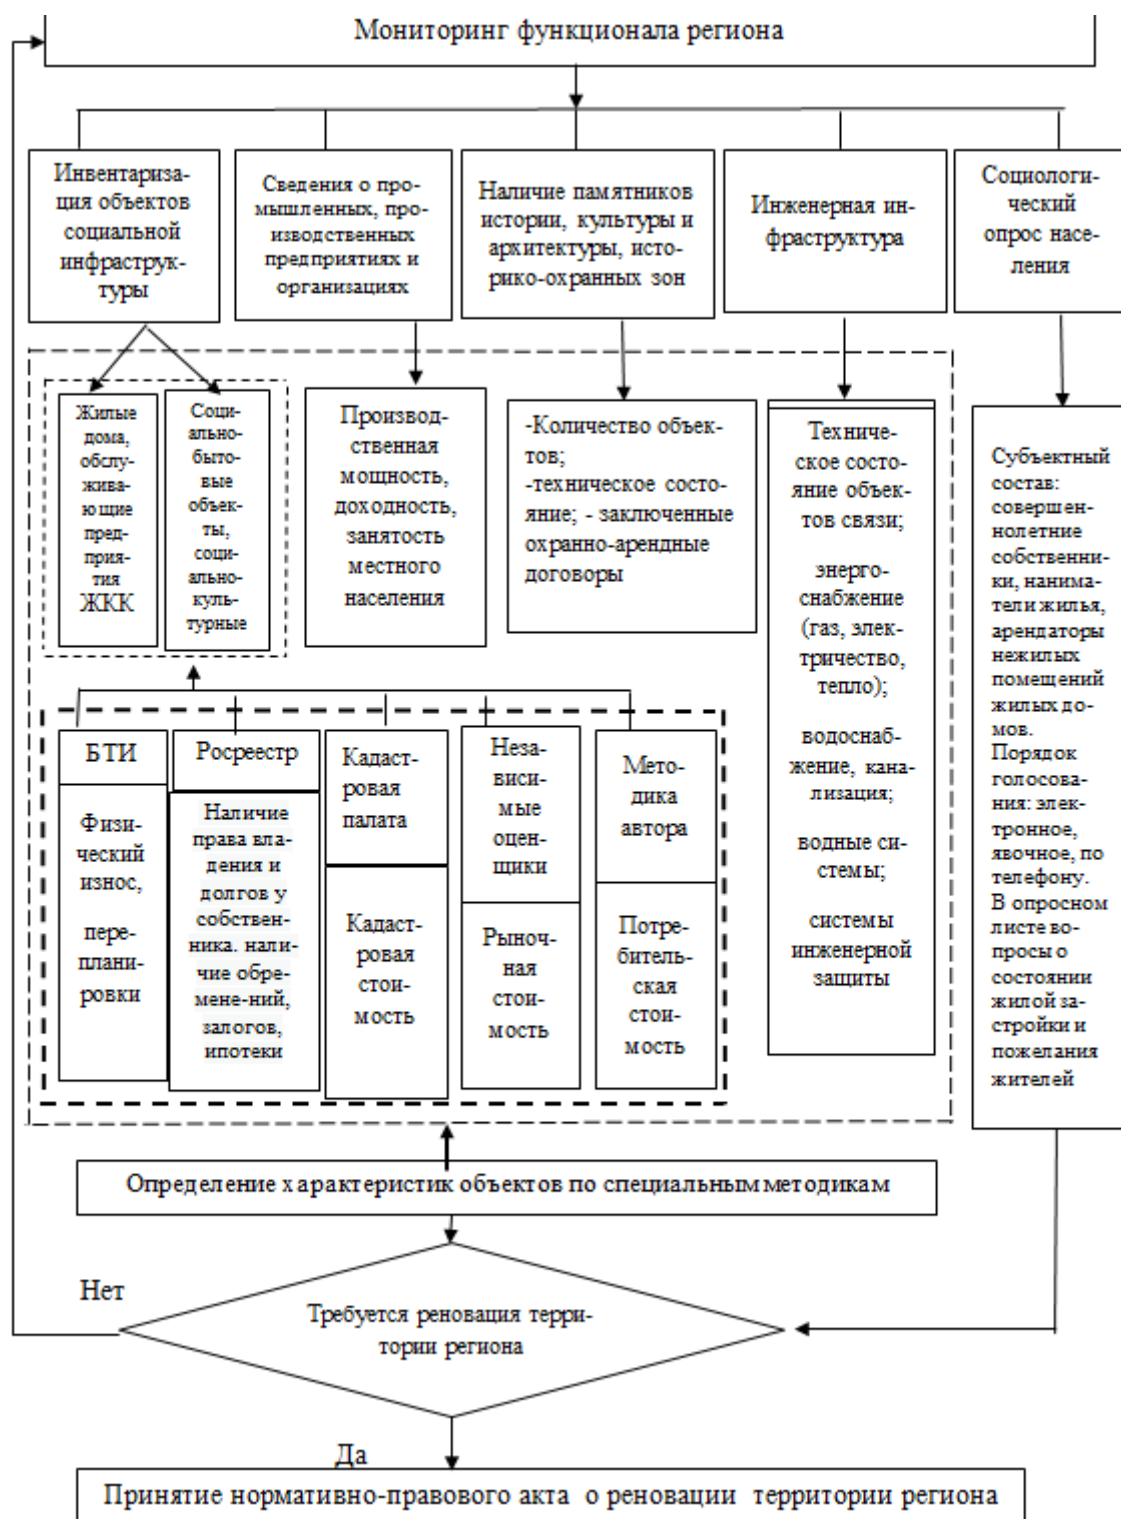 Мониторинг функционала региона
Инвентариза-
ция объектов
социальной
инфраструк-
туры
Сведения о про-
мышленных, про-
изводственных
предприятиях и
организациях
Наличие памятников
истории, культуры и
архитектуры, исто-
рико-охранных зон
Инженерная ин-
фраструктура
Социологи-
ческий
опрос насе-
ления
Жилые
дома,
обслу-
жива-
ющие
пред-
прия-
тия
ЖКК
Соци-
ально-
быто-
вые
объек-
ты,
соци-
ально-
куль-
турные
Производ-
ственная
мощность,
доходность,
занятость
местного
населения
-Количество объек-
тов;
-техническое состо-
яние; - заключенные
охранно-арендные
договоры
Техниче-
ское состо-
яние объек-
тов связи;
энерго-
снабжение
(газ, элек-
тричество,
тепло);
водоснаб-
жение, кана-
лизация;
водные си-
стемы;
системы
инженерной
защиты
Субъектный
состав:
совершен-
нолетние
собственни-
ки, нанима-
тели жилья,
арендаторы
нежилых
помещений
жилых до-
мов.
Порядок
голосова-
ния: элек-
тронное,
явочное, по
телефону.
В опросном
листе во-
просы о
состоянии
жилой за-
стройки и
пожелания
жителей
БТИ
Физи-
ческий
износ,
пере-
плани-
ровки
Росреестр
Наличие
права вла-
дения и
долгов у
собствен-
ника. нали-
чие обре-
мене-ний,
залогов,
ипотеки
Кадаст-
ровая
палата
Кадаст-
ровая
стои-
мость
Неза-
виси-
мые
оцен-
щики
Рыноч-
ная
стои-
мость
Мето-
дика
автора
Потре-
битель-
ская
стои-
мость
Определение характеристик объектов по специальным методикам
Нет
Требуется реновация терри-
тории региона
Да
Принятие нормативно-правового акта о реновации территории региона